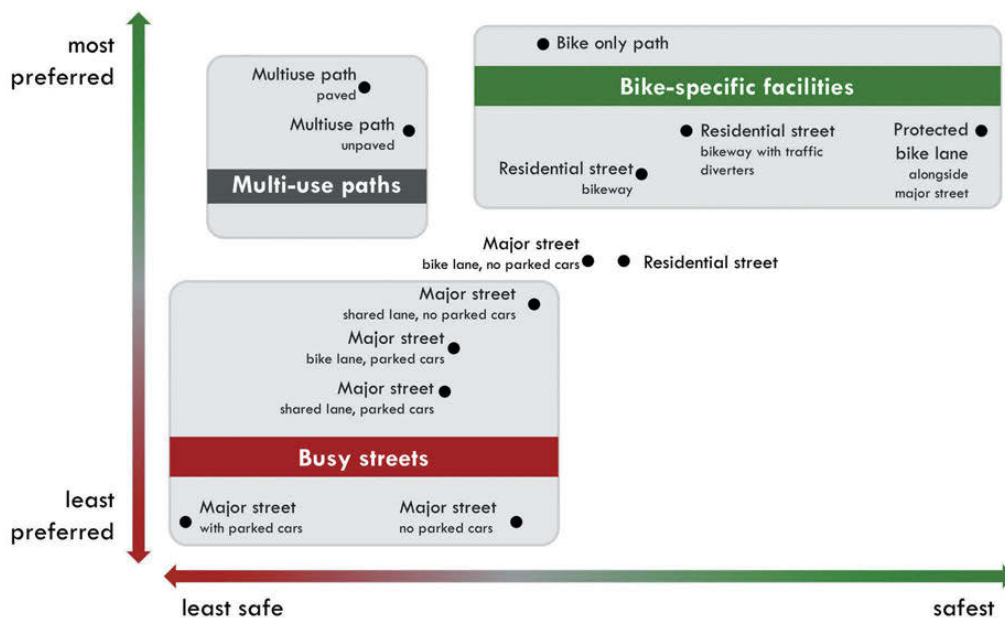 most
preferred
Multiuse path
paved
Multiuse path
unpaved
Multi-use paths
Bike only path
Bike-specific facilities
Residential street
bikeway with traffic
diverters
Protected
bike lane
alongside
major street
Residential street
bikeway
Major street
bike lane, no parked cars
Residential street
Major street
shared lane, no parked cars
Major street
bike lane, parked cars
Major street
shared lane, parked cars
Busy streets
least
preferred
Major street
with parked cars
Major street
no parked cars
least safe
safest